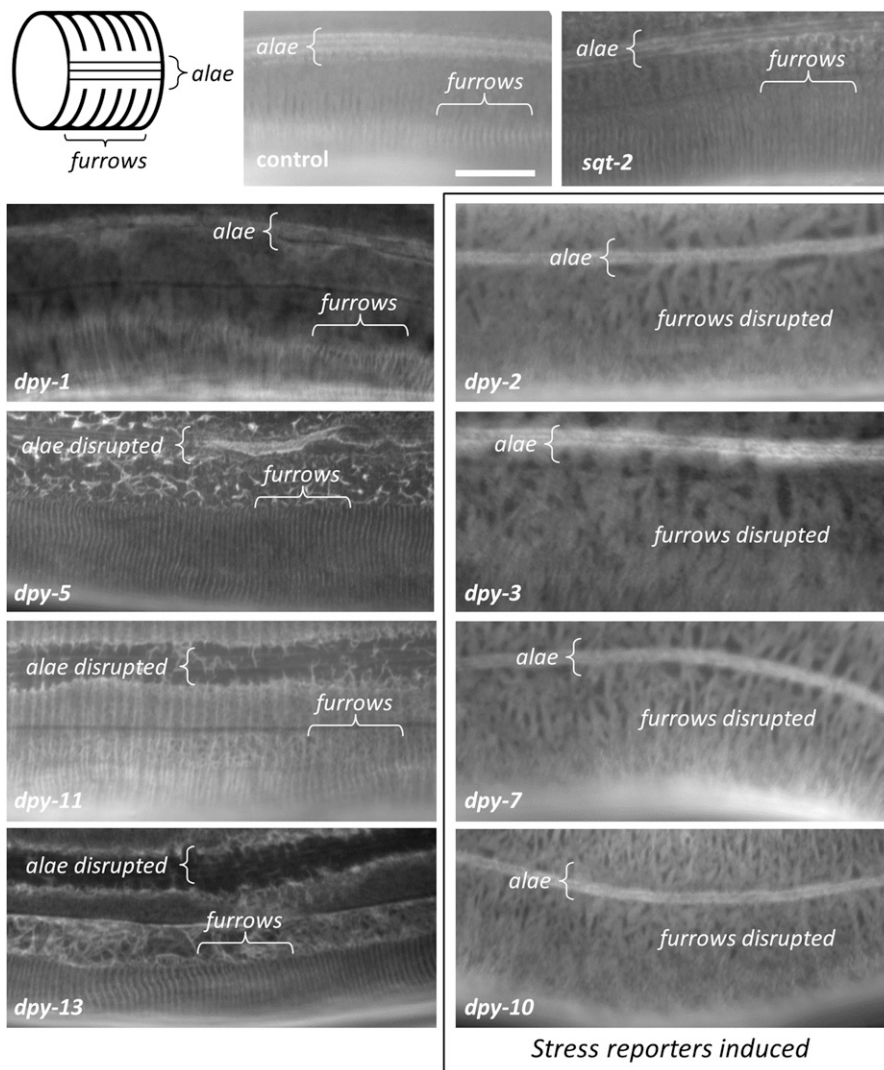 alae
furrows
alae
furrows
control
alae
furrows
sqt-2
alae
furrows
dpy-1
alae
furrows disrupted
dpy-2
alae disrupted
furrows
dpy-5
alae
furrows disrupted
dpy-3
alae disrupted
furrows
dpy-11
alae
furrows disrupted
dpy-7
alae disrupted
furrows
dpy-13
alae
furrows disrupted
dpy-10
Stress reporters induced